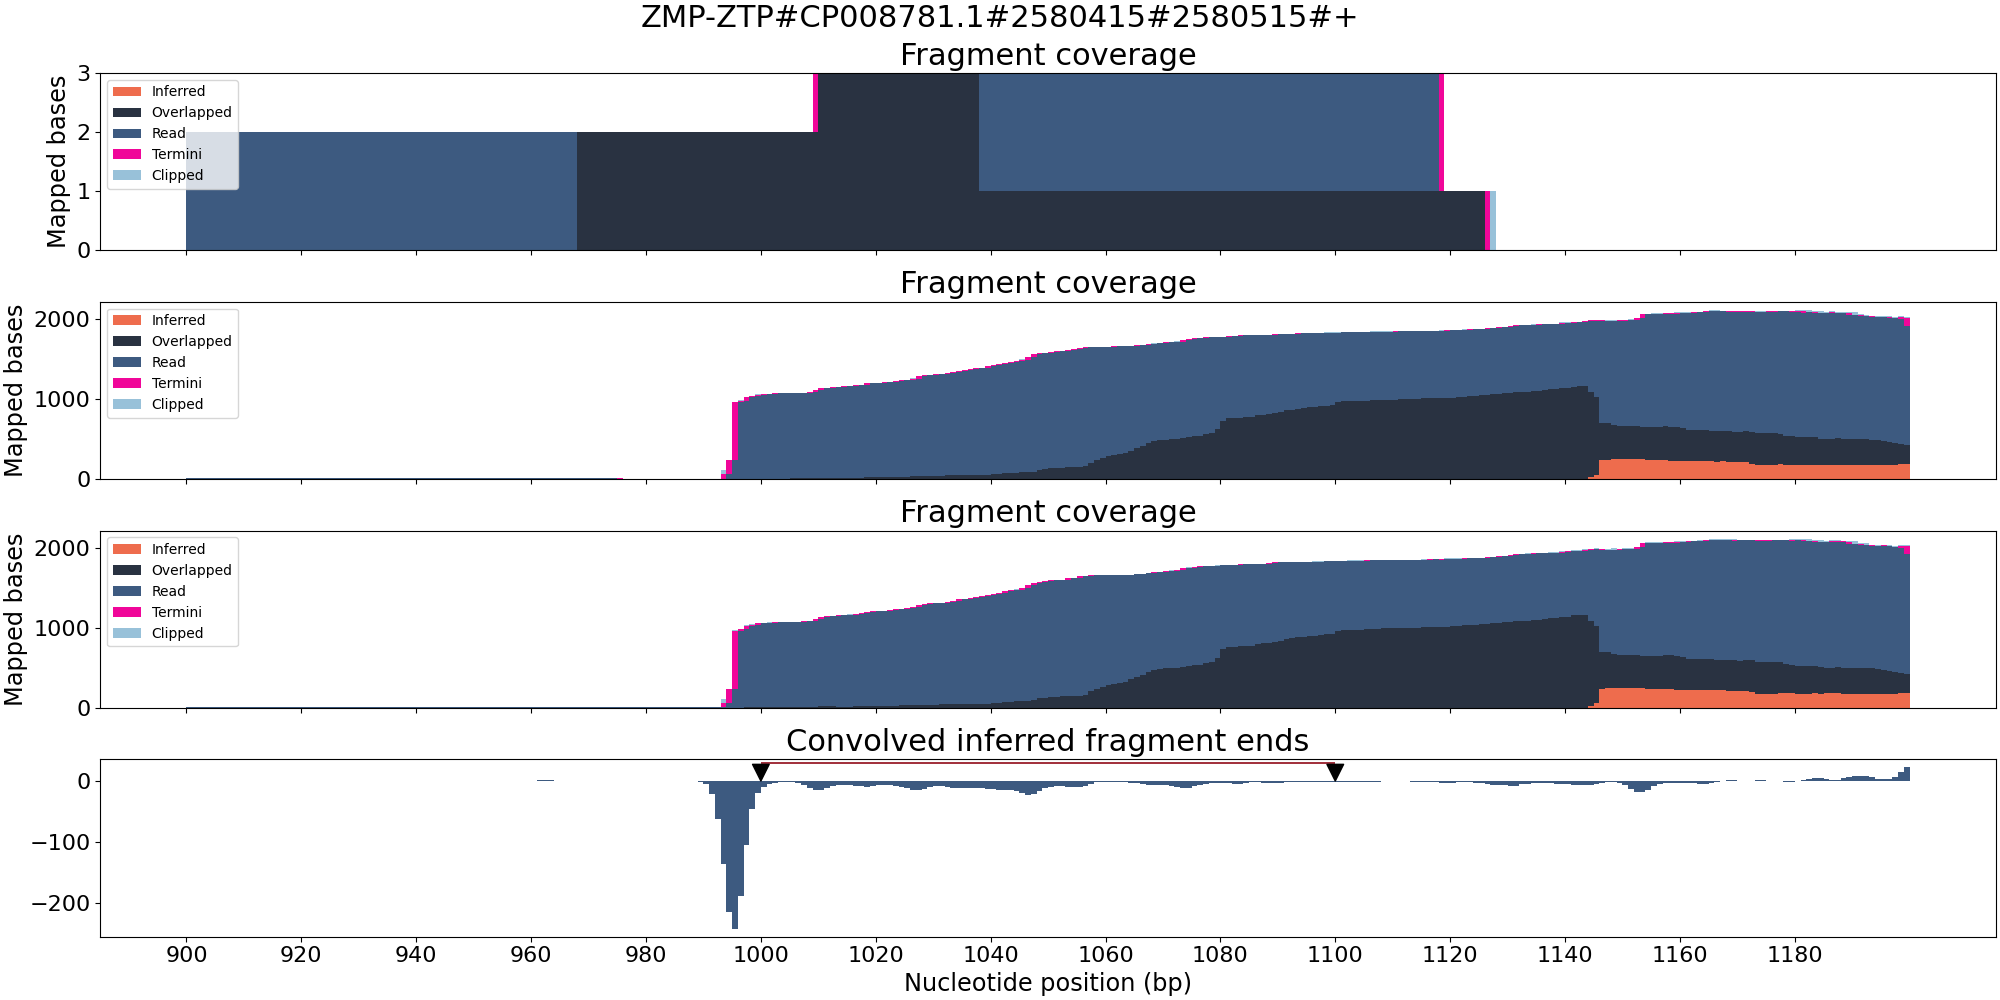 ZMP-ZTP#CP008781.1#2580415#2580515#+
Fragment coverage
Mapped bases
3
2
1
0
Inferred
Overlapped
Read
Termini
Clipped
Fragment coverage
Mapped bases
2000
1000
0
Inferred
Overlapped
Read
Termini
Clipped
Fragment coverage
Mapped bases
2000
1000
0
Inferred
Overlapped
Read
Termini
Clipped
Convolved inferred fragment ends
0
−100
−200
900 920 940 960 980 1000 1020 1040 1060 1080 1100 1120 1140 1160 1180
Nucleotide position (bp)